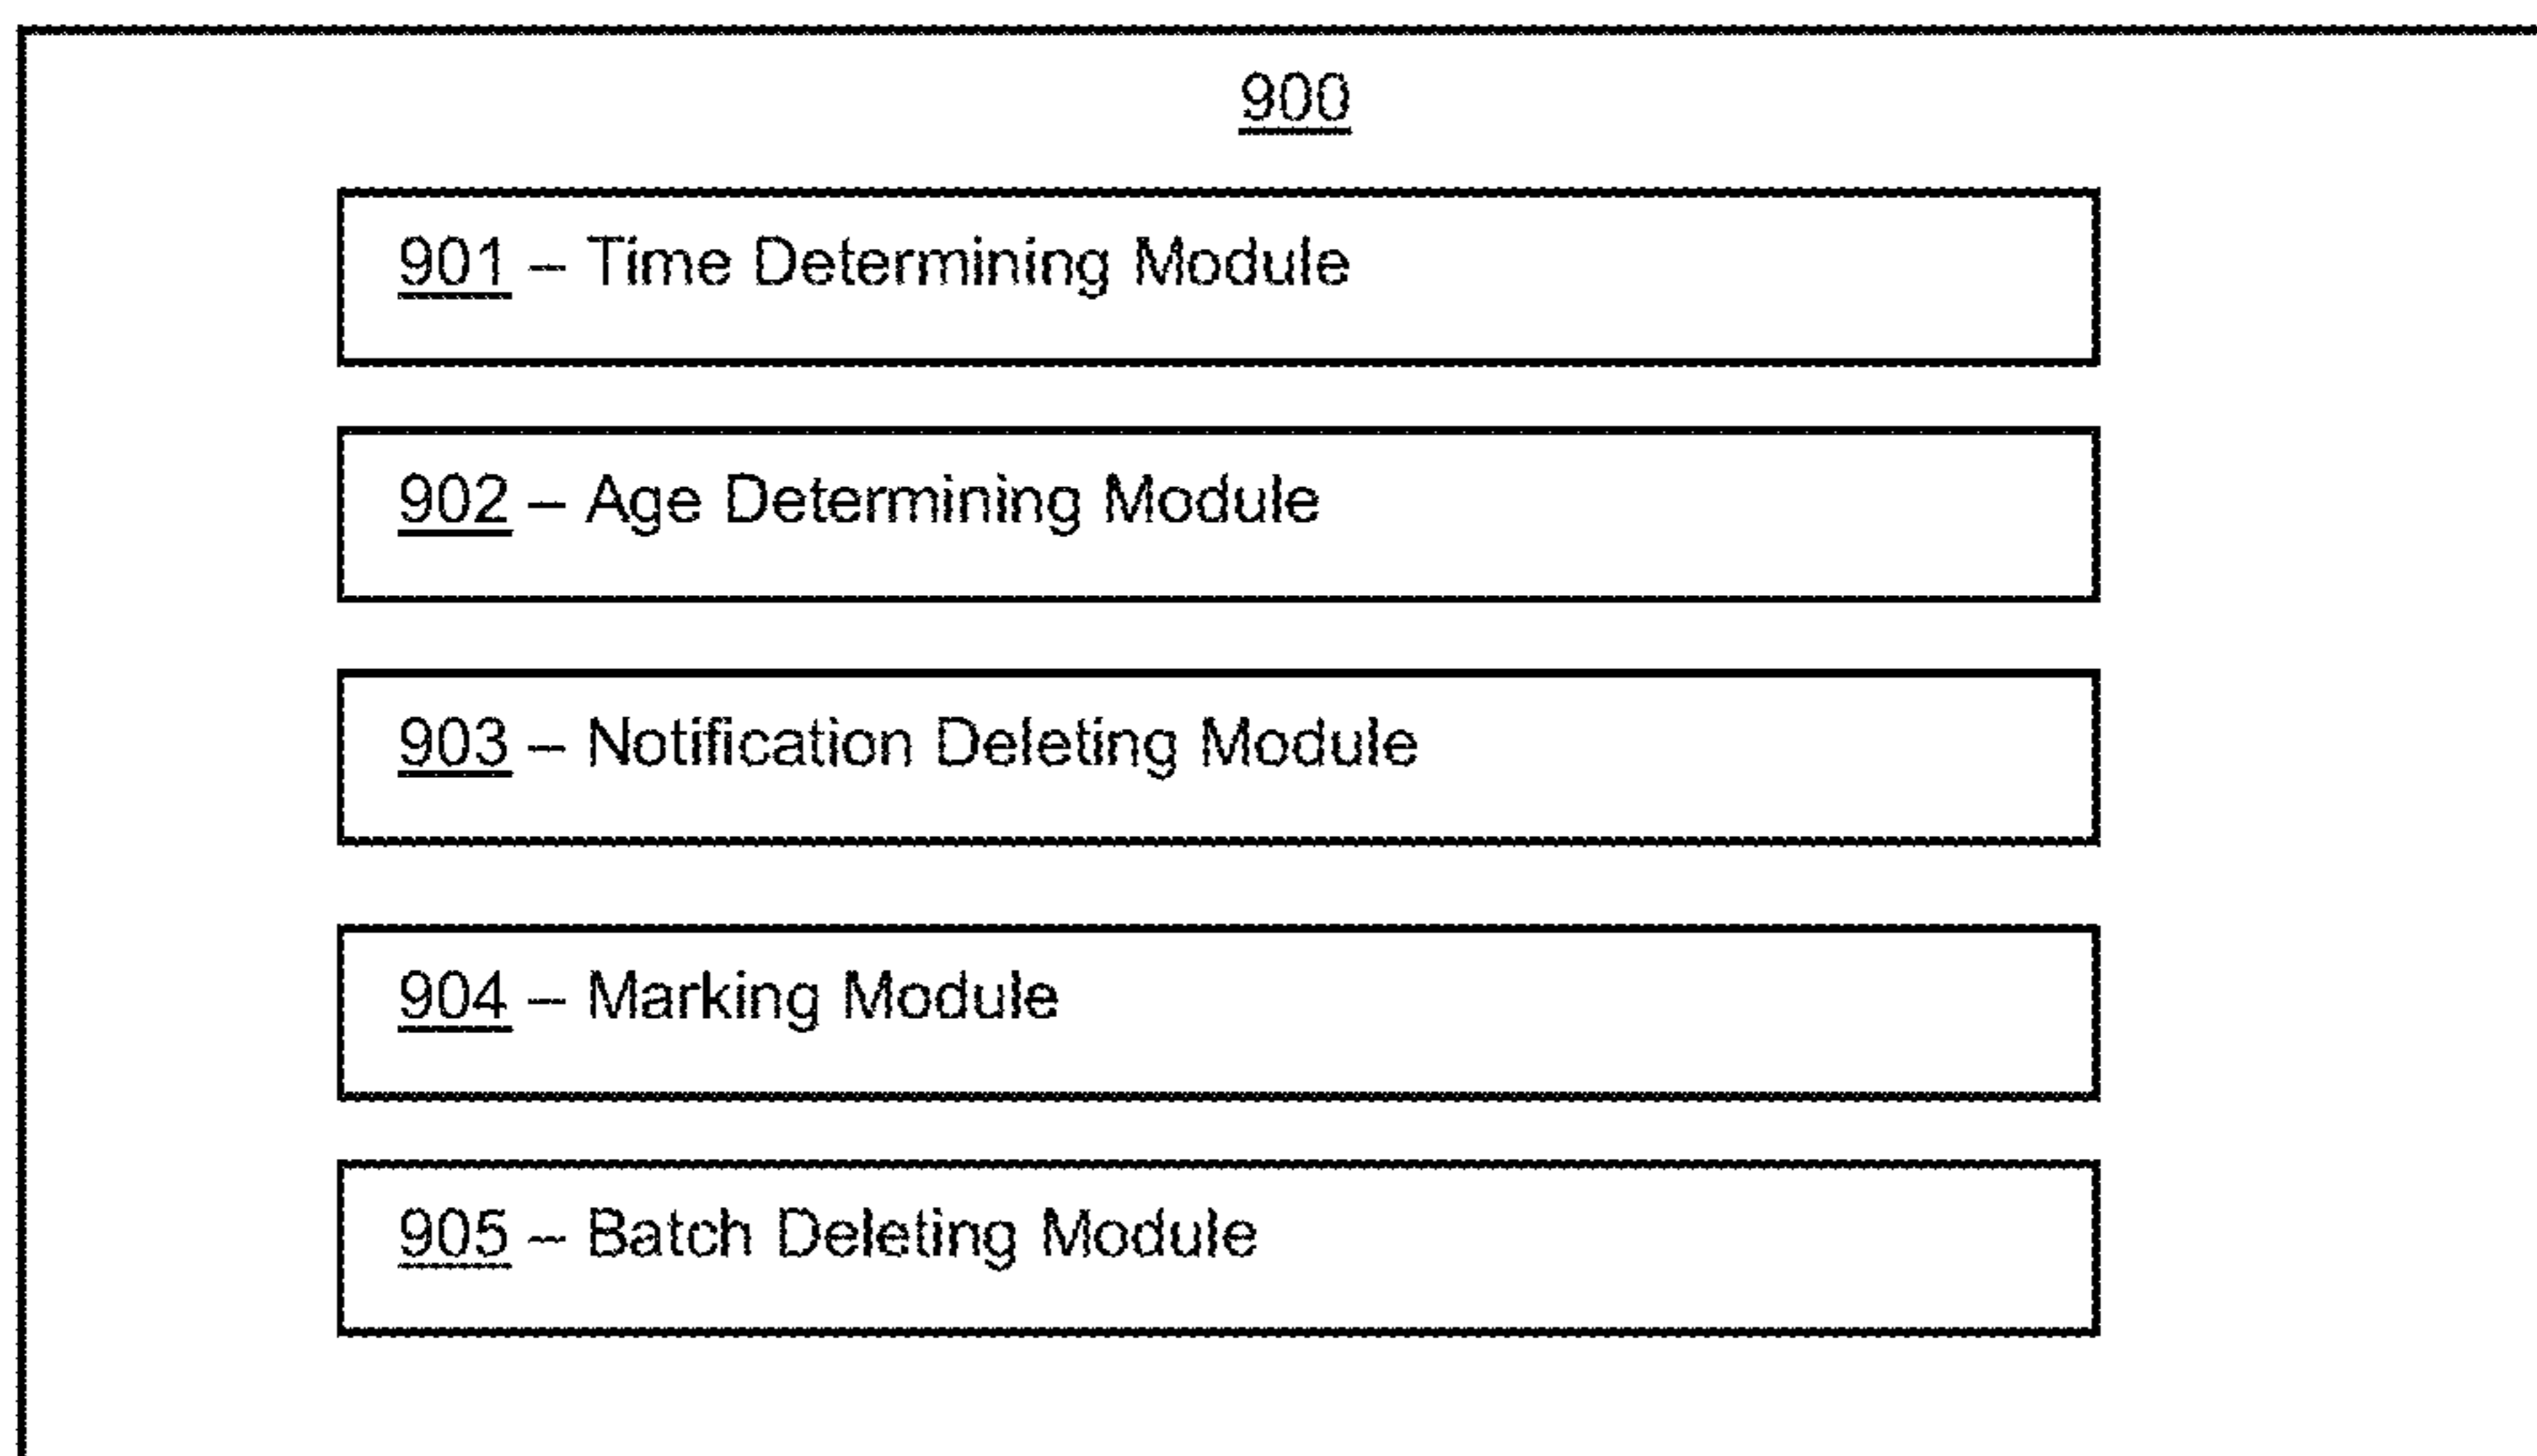 900
901 – Time Determining Module
902 – Age Determining Module
903 – Notification Deleting Module
904 – Marking Module
905 – Batch Deleting Module